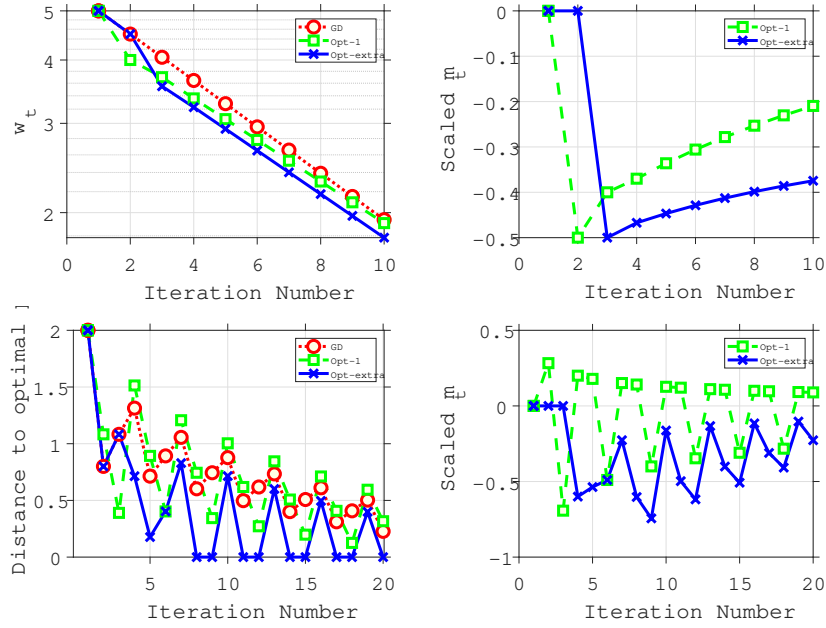 5
4
3
2
0 2 4 6 8 10
w_t
Iteration Number
GD
Opt-1
Opt-extra
0
-0.1
-0.2
-0.3
-0.4
-0.5
0 2 4 6 8 10
Scaled m_t
Iteration Number
Opt-1
Opt-extra
2
1.5
1
0.5
0
5 10 15 20
Distance to optimal ]
Iteration Number
GD
Opt-1
Opt-extra
0.5
0
-0.5
-1
0 5 10 15 20
Scaled m_t
Iteration Number
Opt-1
Opt-extra